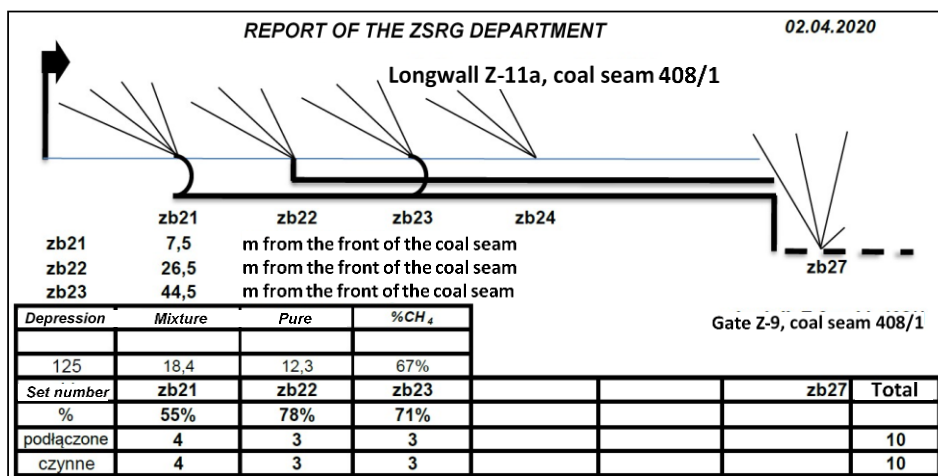 REPORT OF THE ZSRG DEPARTMENT 02.04.2020
Longwall Z-11a, coal seam 408/1
zb21 zb22 zb23 zb24
zb27
zb21 7,5 m from the front of the coal seam
zb22 26,5 m from the front of the coal seam
zb23 44,5 m from the front of the coal seam
Gate Z-9, coal seam 408/1
Depression Mixture Pure %CH4
125 18,4 12,3 67%
Set number zb21 zb22 zb23 zb27 Total
% 55% 78% 71%
podłączone 4 3 3 10
czynne 4 3 3 10